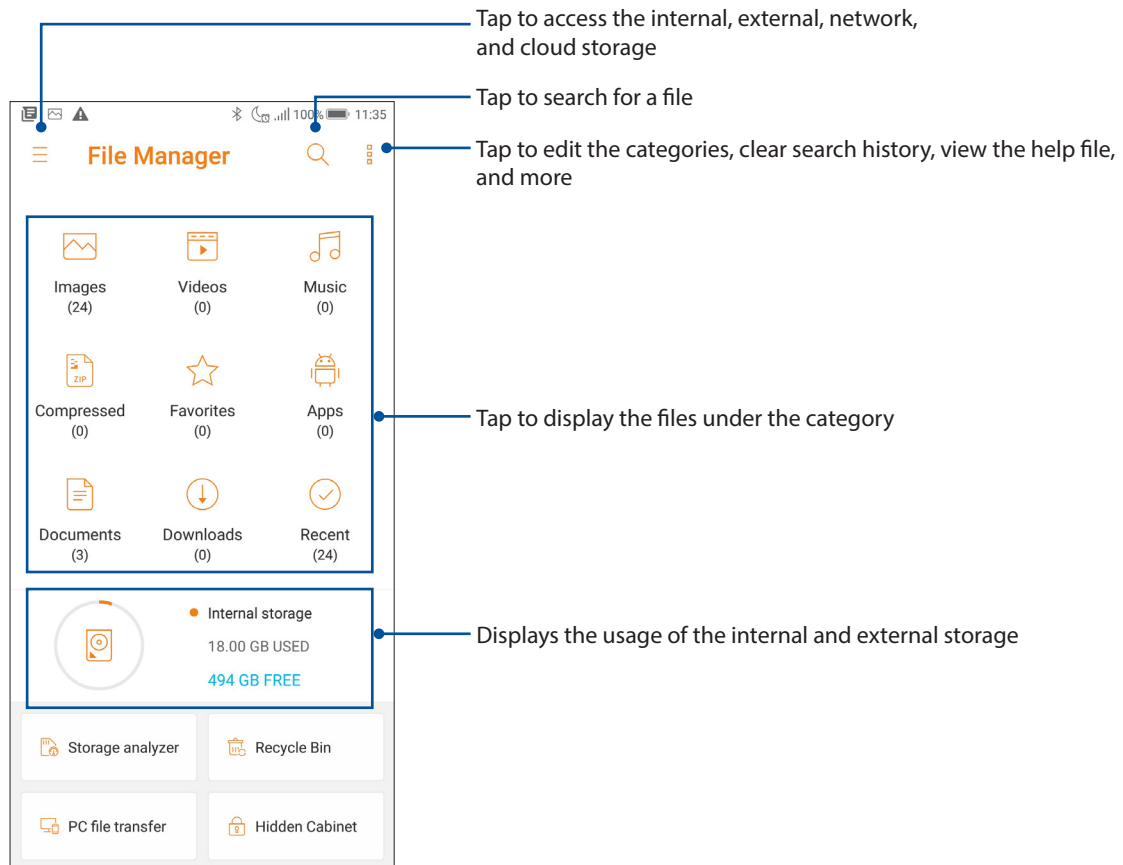 Tap to access the internal, external, network,
and cloud storage
Tap to search for a file
100% 11:35
File Manager
Tap to edit the categories, clear search history, view the help file,
and more
Images Videos Music
(24) (0) (0)
ZIP
Compressed Favorites Apps
(0) (0) (0)
Tap to display the files under the category
Documents Downloads Recent
(3) (0) (24)
Internal storage
18.00 GB USED
494 GB FREE
Displays the usage of the internal and external storage
Storage analyzer Recycle Bin
PC file transfer Hidden Cabinet